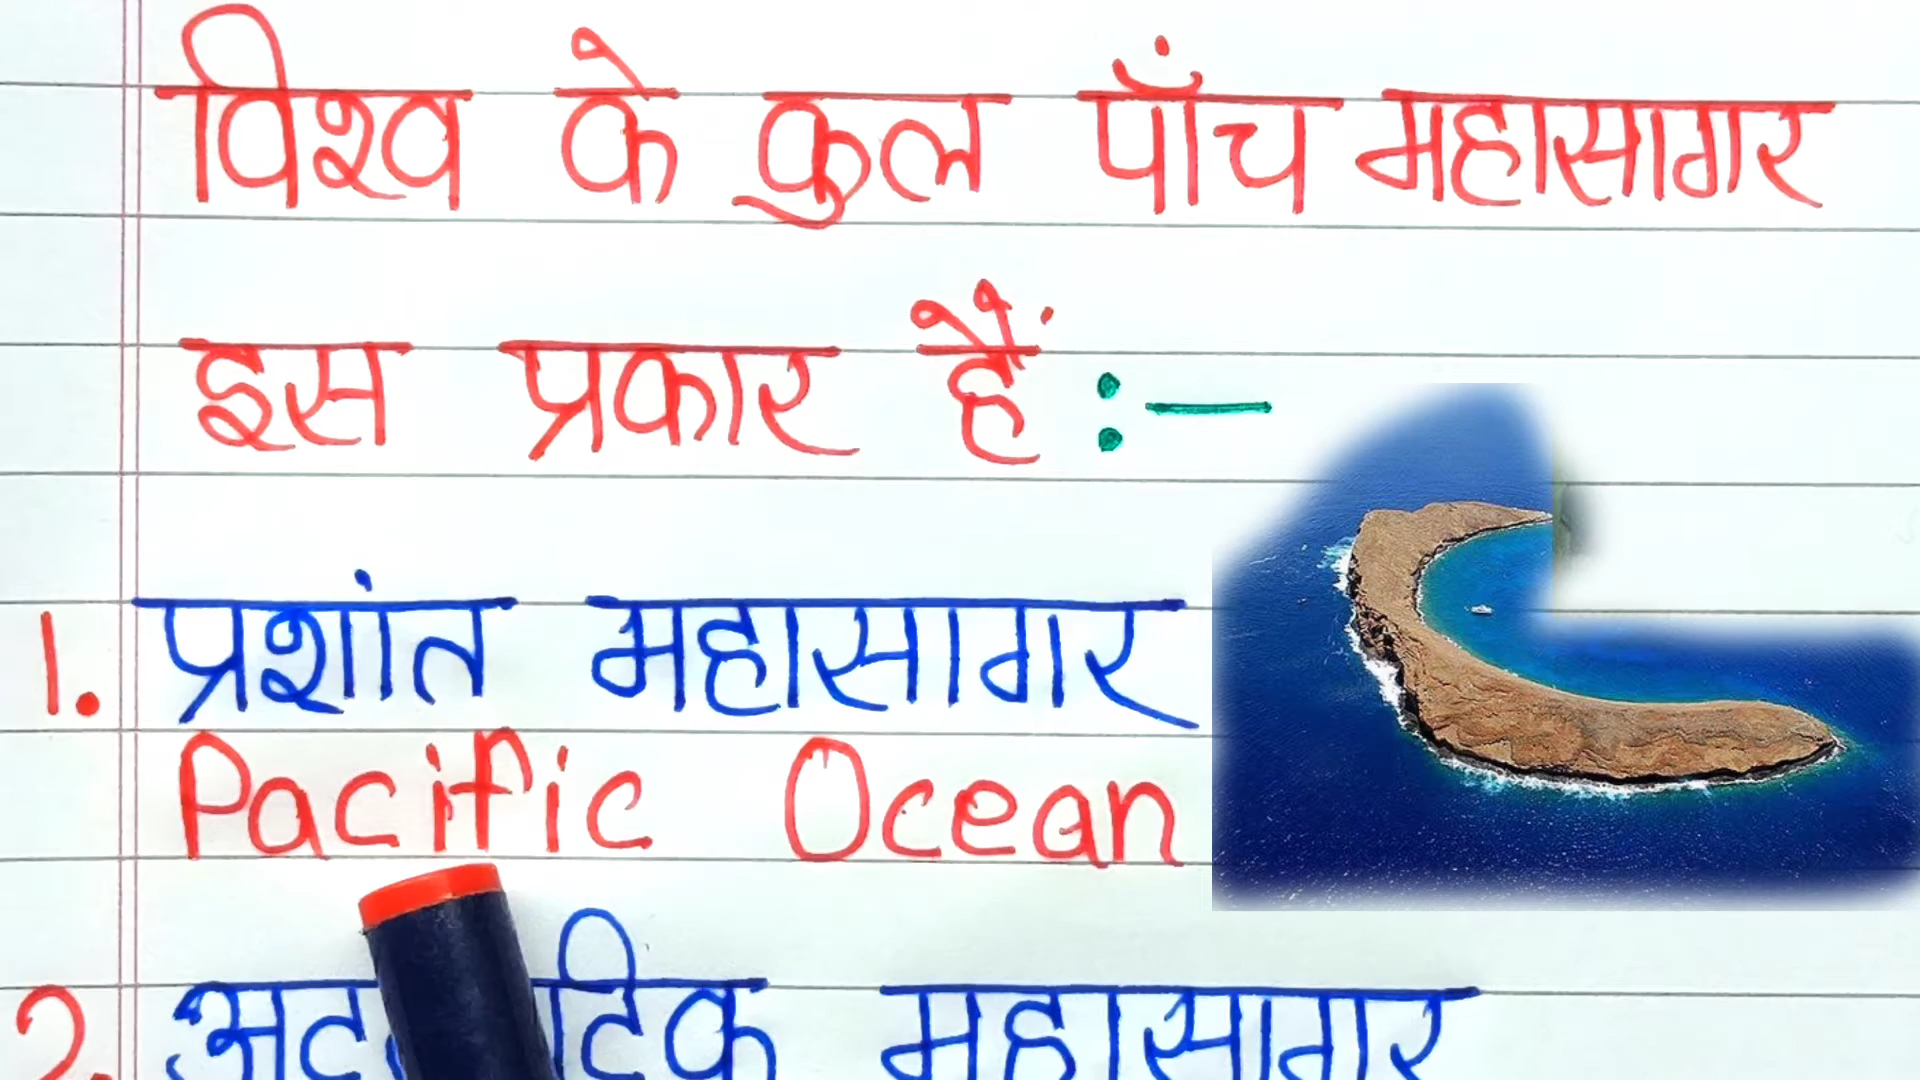 विश्व के कुल पाँच महासागर
इस प्रकार हैं :-
1. प्रशांत महासागर
Pacific Ocean
2. महासागर